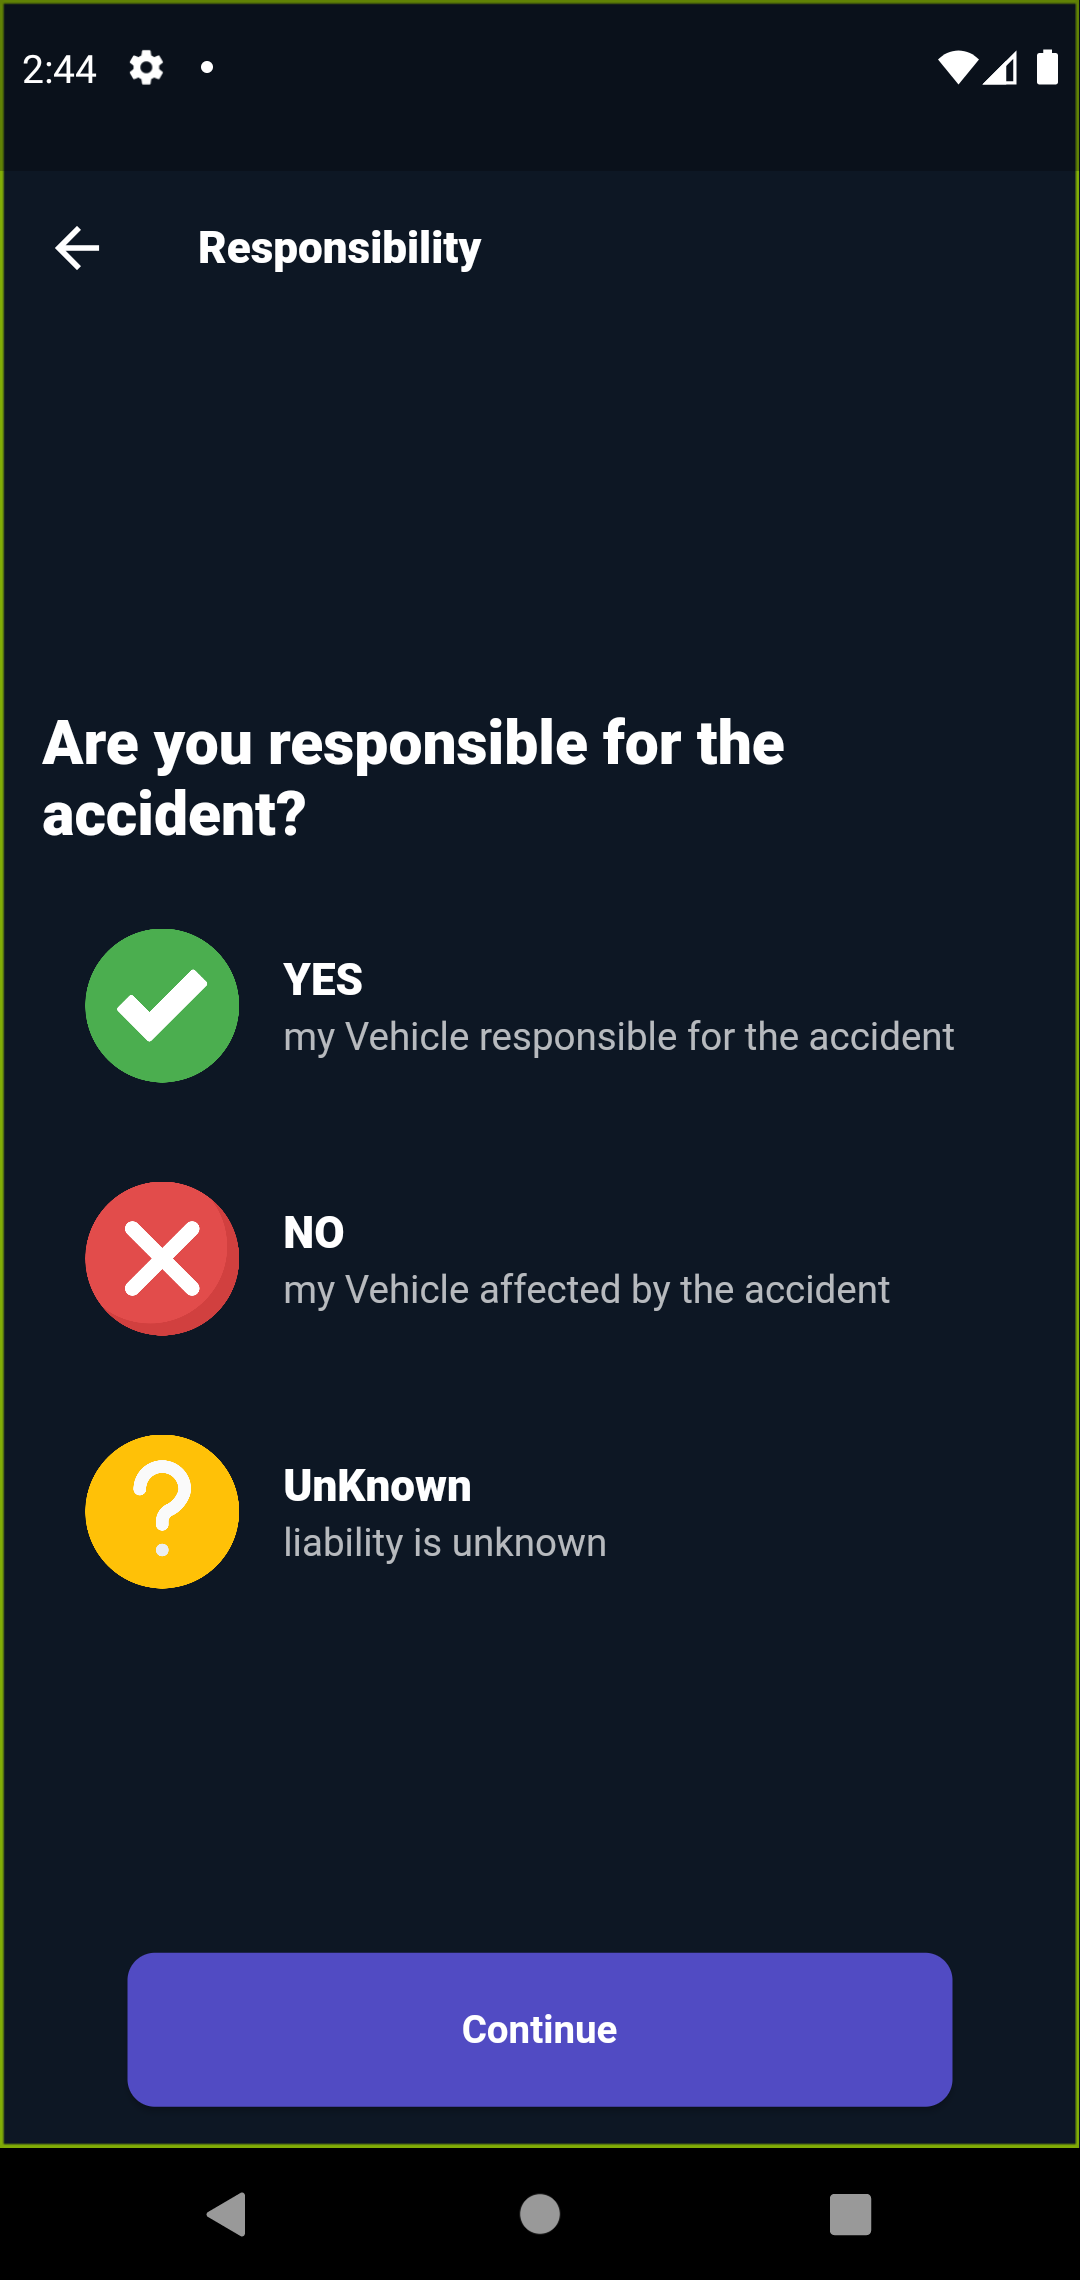 2:44
Responsibility
Are you responsible for the
accident?
YES
my Vehicle responsible for the accident
NO
my Vehicle affected by the accident
UnKnown
liability is unknown
Continue